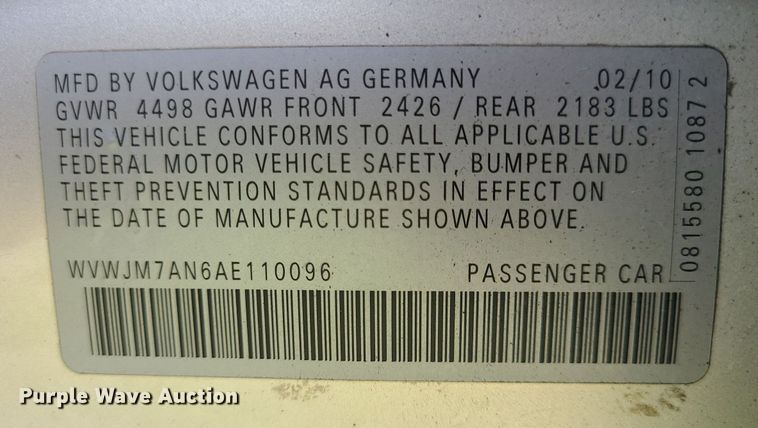 MFD BY VOLKSWAGEN AG GERMANY 02/10
GVWR 4498 GAWR FRONT 2426 / REAR 2183 LBS
THIS VEHICLE CONFORMS TO ALL APPLICABLE U.S.
FEDERAL MOTOR VEHICLE SAFETY, BUMPER AND
THEFT PREVENTION STANDARDS IN EFFECT ON
THE DATE OF MANUFACTURE SHOWN ABOVE.
WVWJM7AN6AE110096 PASSENGER CAR
0815580 1087 2
Purple Wave Auction